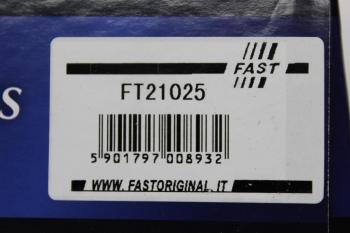 FAST
FT21025
5 901797 008932
WWW. FASTORIGINAL.IT
S